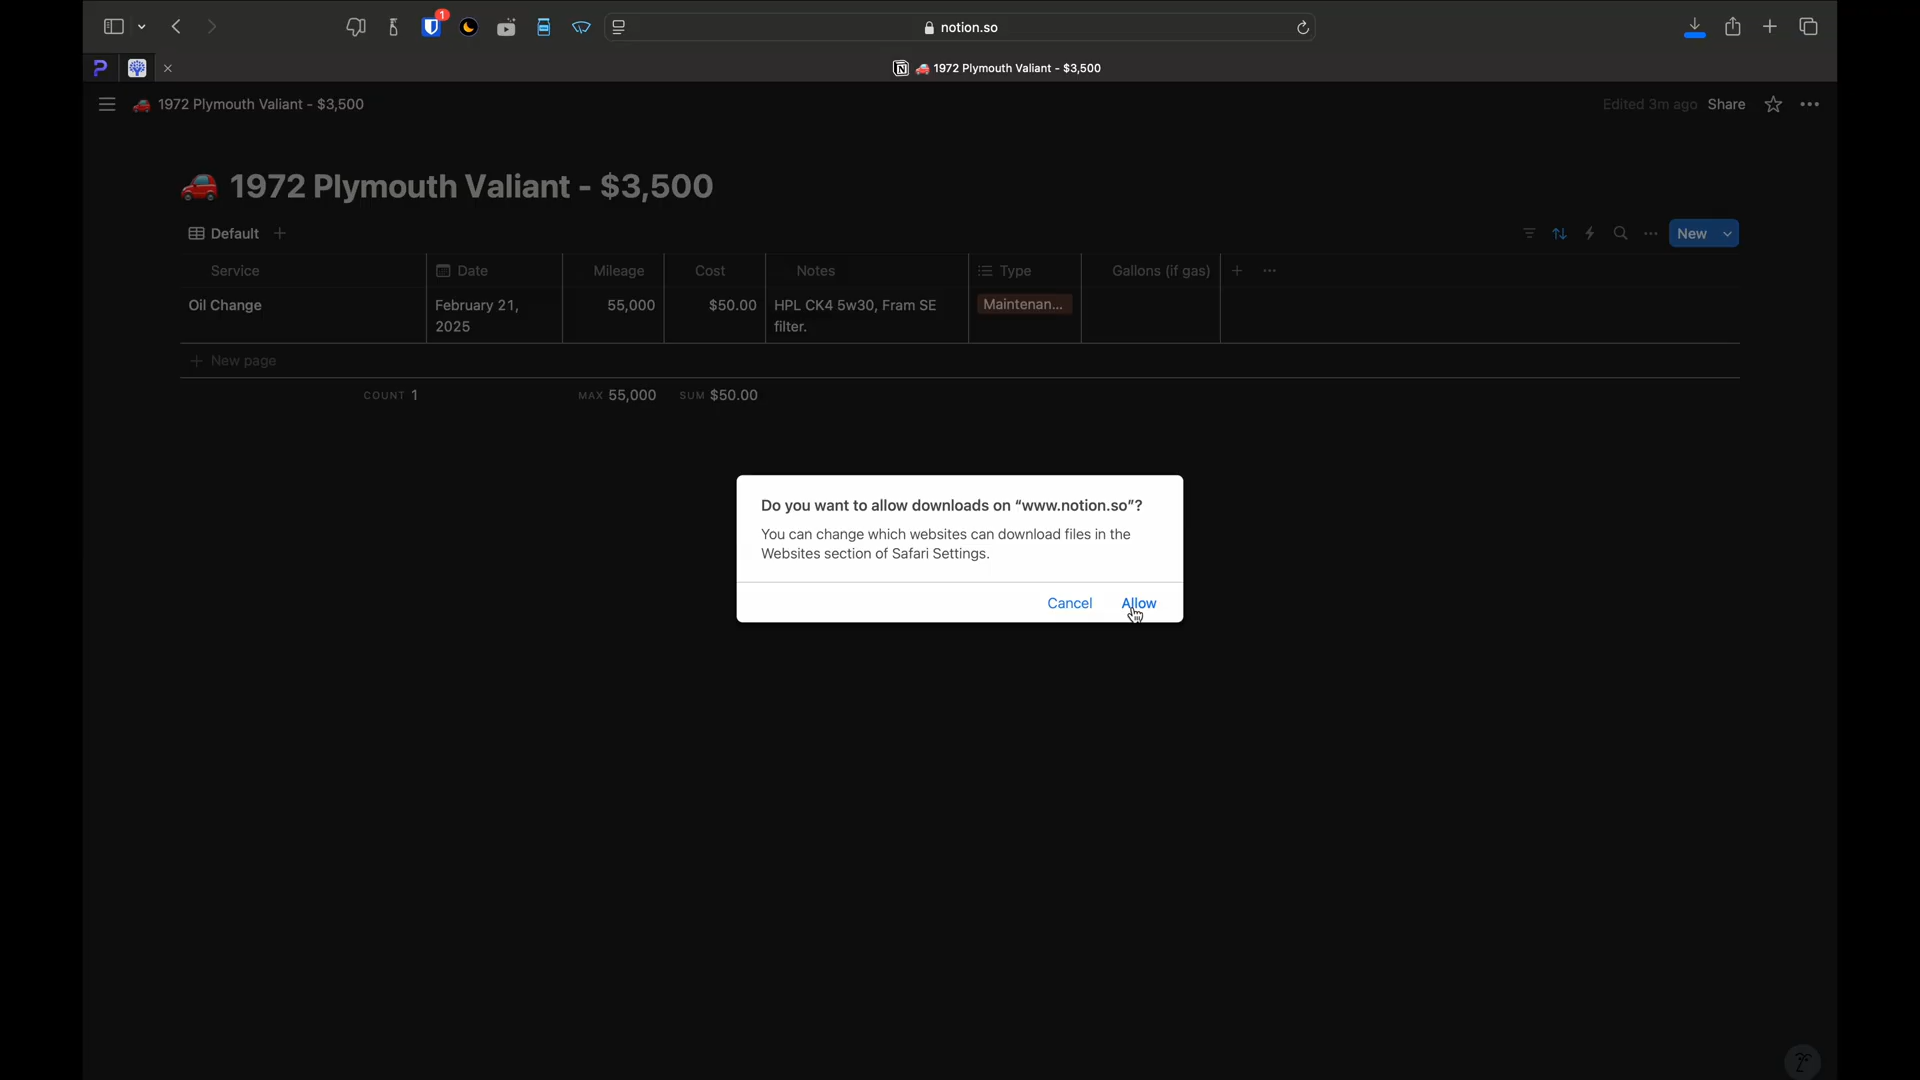 1
notion.so
1972 Plymouth Valiant - $3,500
1972 Plymouth Valiant - $3,500
Edited 3m ago Share
1972 Plymouth Valiant - $3,500
Default
New
Service Date Mileage Cost Notes Type Gallons (if gas)
Oil Change February 21, 55,000 $50.00 HPL CK4 5w30, Fram SE Maintenan...
2025 filter.
New page
COUNT 1 MAX 55,000 SUM $50.00
Do you want to allow downloads on “www.notion.so”?
You can change which websites can download files in the
Websites section of Safari Settings.
Cancel Allow